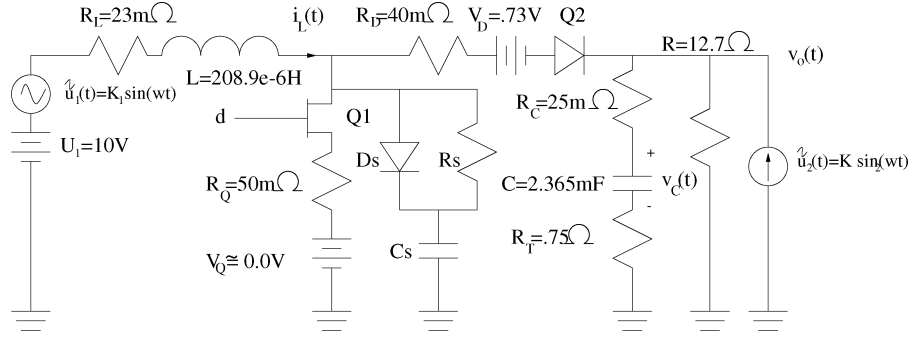 R_L=23mΩ
i_L(t)
R_D=40mΩ
V_D=.73V
Q2
R=12.7Ω
v_o(t)
L=208.9e-6H
ũ_1(t)=K_1sin(wt)
U_1=10V
d
Q1
R_C=25mΩ
Ds
Rs
R_Q=50mΩ
C=2.365mF
+
v_C(t)
-
ũ_2(t)=K sin_2(wt)
V_Q≅0.0V
Cs
R_T=.75Ω